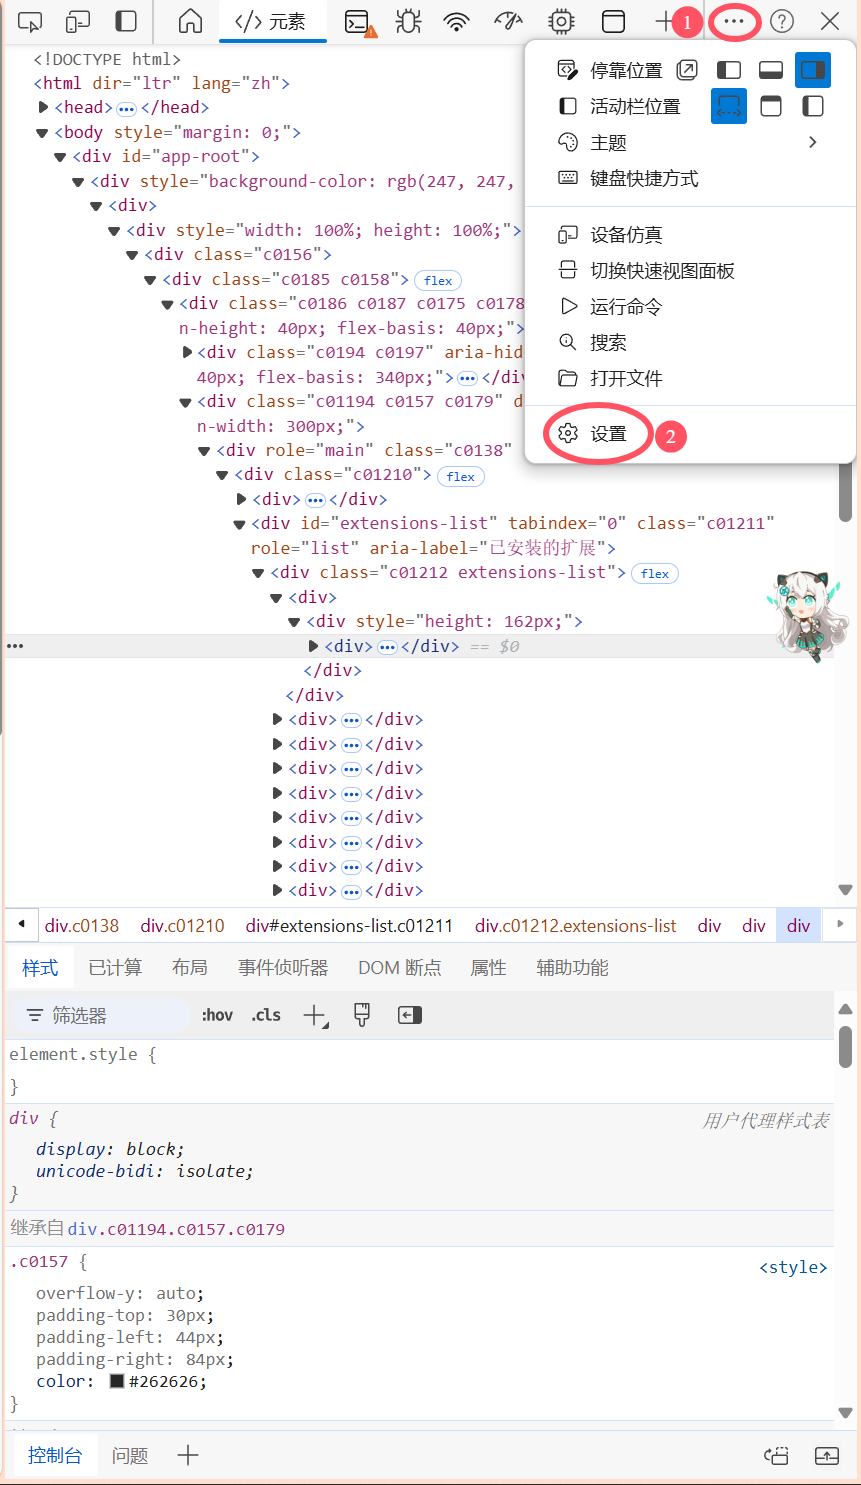 </> 元素
1
<!DOCTYPE html>
<html dir="ltr" lang="zh">
<head>…</head>
<body style="margin: 0;">
<div id="app-root">
<div style="background-color: rgb(247, 247,
<div>
<div style="width: 100%; height: 100%;">
<div class="c0156">
<div class="c0185 c0158"> flex
<div class="c0186 c0187 c0175 c0178
n-height: 40px; flex-basis: 40px;">
<div class="c0194 c0197" aria-hid
40px; flex-basis: 340px;">…</div
<div class="c01194 c0157 c0179" d
n-width: 300px;">
<div role="main" class="c0138"
<div class="c01210"> flex
<div>…</div>
<div id="extensions-list" tabindex="0" class="c01211"
role="list" aria-label="已安装的扩展">
<div class="c01212 extensions-list"> flex
<div>
<div style="height: 162px;">
<div>…</div> == $0
</div>
</div>
<div>…</div>
<div>…</div>
<div>…</div>
<div>…</div>
<div>…</div>
<div>…</div>
<div>…</div>
<div>…</div>
停靠位置
活动栏位置
主题
键盘快捷方式
设备仿真
切换快速视图面板
运行命令
搜索
打开文件
设置 2
div.c0138 div.c01210 div#extensions-list.c01211 div.c01212.extensions-list div div div
样式 已计算 布局 事件侦听器 DOM 断点 属性 辅助功能
筛选器 :hov .cls
element.style {
}
div { 用户代理样式表
display: block;
unicode-bidi: isolate;
}
继承自 div.c01194.c0157.c0179
.c0157 { <style>
overflow-y: auto;
padding-top: 30px;
padding-left: 44px;
padding-right: 84px;
color: #262626;
}
控制台 问题